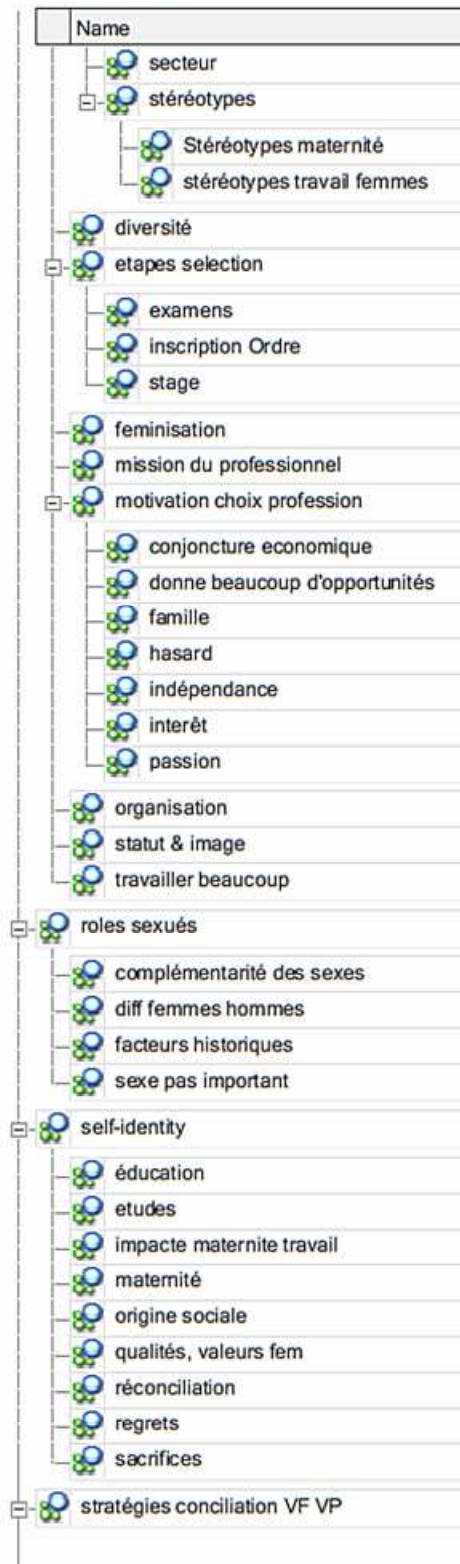 Name
secteur
stéréotypes
Stéréotypes maternité
stéréotypes travail femmes
diversité
etapes selection
examens
inscription Ordre
stage
feminisation
mission du professionnel
motivation choix profession
conjoncture economique
donne beaucoup d'opportunités
famille
hasard
indépendance
interêt
passion
organisation
statut & image
travailler beaucoup
roles sexués
complémentarité des sexes
diff femmes hommes
facteurs historiques
sexe pas important
self-identity
éducation
etudes
impacte maternite travail
maternité
origine sociale
qualités, valeurs fem
réconciliation
regrets
sacrifices
stratégies conciliation VF VP